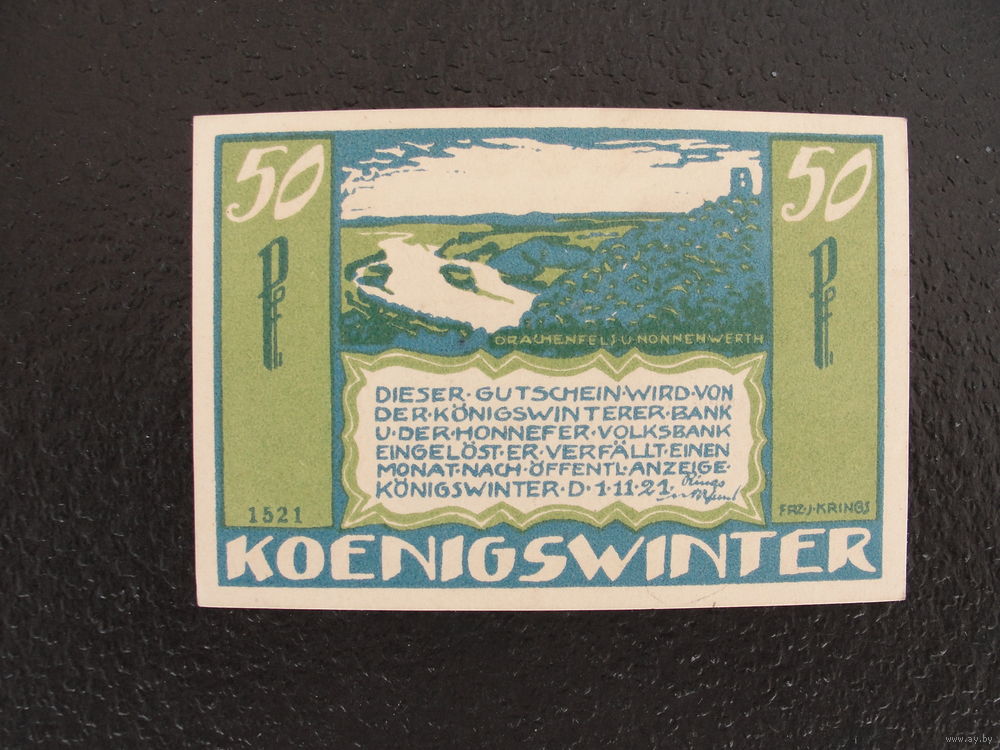 50
Pf
50
Pf
DRACHENFELS U NONNENWERTH
DIESER·GUTSCHEIN·WIRD·VON
DER·KÖNIGSWINTERER·BANK
U·DER·HONNEFER·VOLKSBANK
EINGELÖST·ER·VERFÄLLT·EINEN
MONAT·NACH·ÖFFENTL·ANZEIGE·
KÖNIGSWINTER·D·1·11·21·
Rings
1521
FRZ·J·KRINGS
KOENIGSWINTER
www.ay.by